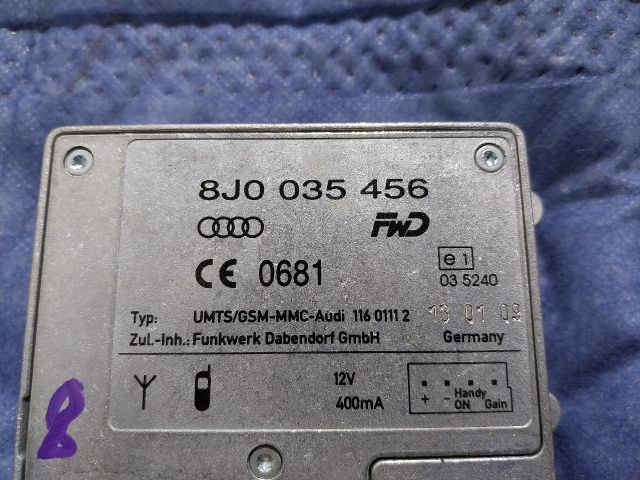 8J0 035 456
FWD
CE 0681 e1
03 5240
Typ: UMTS/GSM-MMC-Audi 116 0111 2 13 01 09
Zul.-Inh.: Funkwerk Dabendorf GmbH Germany
12V
400mA
+ - Handy ON Gain
8